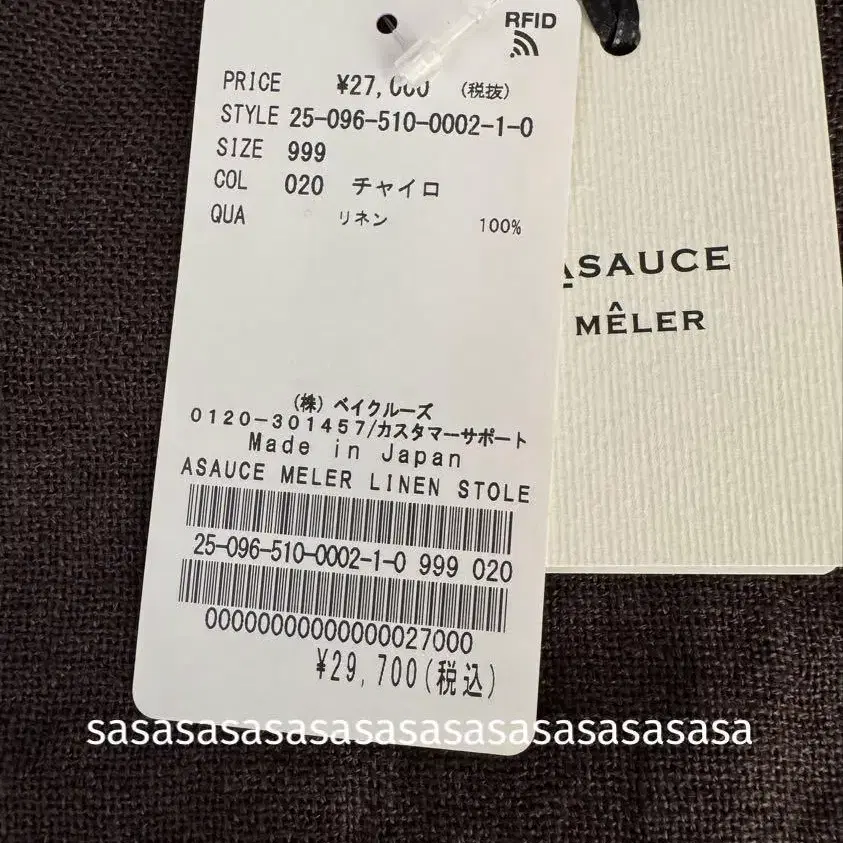 RFID
PRICE ¥27,000 (税抜)
STYLE 25-096-510-0002-1-0
SIZE 999
COL 020 チャイロ
QUA リネン 100%
(株) ベイクルーズ
0120-301457/カスタマーサポート
Made in Japan
ASAUCE MELER LINEN STOLE
25-096-510-0002-1-0 999 020
00000000000000027000
¥29,700(税込)
ASAUCE
MÊLER
sasasasasasasasasasasasasasasa